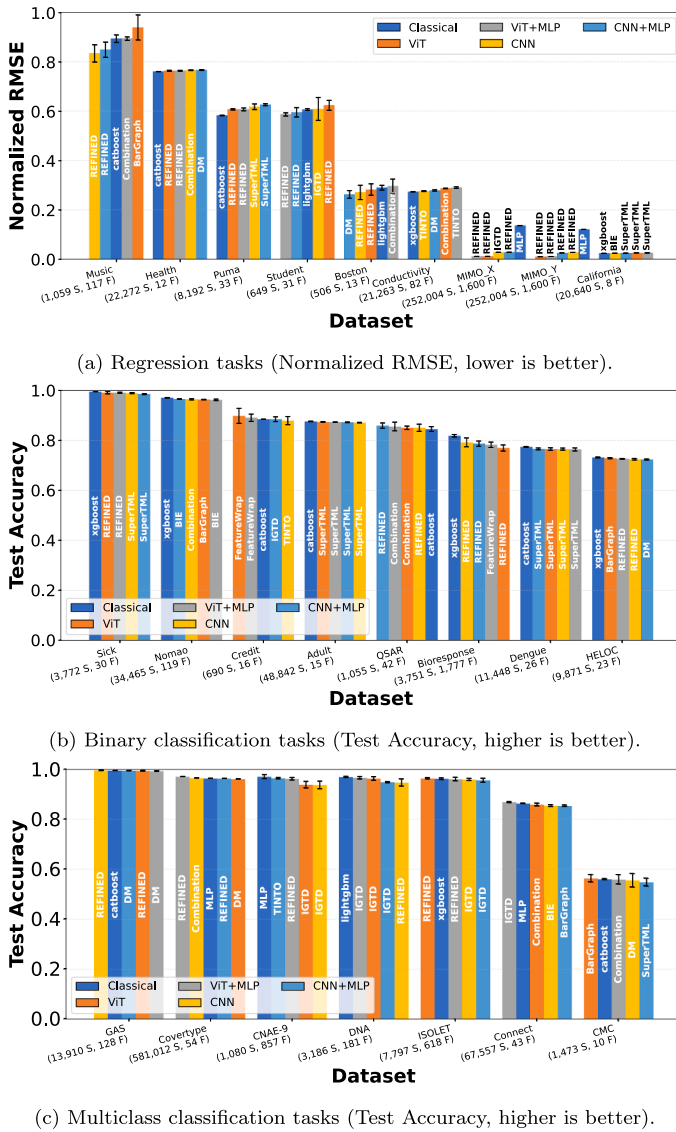 1.0
0.8
0.6
0.4
0.2
0.0
Normalized RMSE
Classical
ViT
ViT+MLP
CNN
CNN+MLP
REFINED
REFINED
catboost
Combination
BarGraph
catboost
REFINED
REFINED
Combination
DM
catboost
REFINED
REFINED
SuperTML
SuperTML
REFINED
REFINED
lightgbm
IGTD
REFINED
DM
REFINED
REFINED
lightgbm
Combination
xgboost
TINTO
DM
Combination
TINTO
REFINED
REFINED
IGTD
REFINED
MLP
REFINED
REFINED
REFINED
REFINED
MLP
xgboost
BIE
SuperTML
SuperTML
SuperTML
Music
(1,059 S, 117 F)
Health
(22,272 S, 12 F)
Puma
(8,192 S, 33 F)
Student
(649 S, 31 F)
Boston
(506 S, 13 F)
Conductivity
(21,263 S, 82 F)
MIMO_X
(252,004 S, 1,600 F)
MIMO_Y
(252,004 S, 1,600 F)
California
(20,640 S, 8 F)
Dataset
(a) Regression tasks (Normalized RMSE, lower is better).
1.0
0.8
0.6
0.4
0.2
0.0
Test Accuracy
xgboost
REFINED
REFINED
SuperTML
SuperTML
xgboost
BIE
Combination
BarGraph
BIE
FeatureWrap
FeatureWrap
catboost
IGTD
TINTO
catboost
SuperTML
SuperTML
SuperTML
SuperTML
REFINED
Combination
Combination
REFINED
catboost
xgboost
REFINED
REFINED
FeatureWrap
REFINED
catboost
SuperTML
SuperTML
SuperTML
SuperTML
xgboost
BarGraph
REFINED
REFINED
DM
Classical
ViT
ViT+MLP
CNN
CNN+MLP
Sick
(3,772 S, 30 F)
Nomao
(34,465 S, 119 F)
Credit
(690 S, 16 F)
Adult
(48,842 S, 15 F)
QSAR
(1,055 S, 42 F)
Bioresponse
(3,751 S, 1,777 F)
Dengue
(11,448 S, 26 F)
HELOC
(9,871 S, 23 F)
Dataset
(b) Binary classification tasks (Test Accuracy, higher is better).
1.0
0.8
0.6
0.4
0.2
0.0
Test Accuracy
REFINED
catboost
DM
REFINED
DM
REFINED
Combination
MLP
REFINED
DM
MLP
TINTO
REFINED
IGTD
IGTD
lightgbm
IGTD
IGTD
IGTD
REFINED
REFINED
xgboost
REFINED
IGTD
IGTD
IGTD
MLP
Combination
BIE
BarGraph
BarGraph
catboost
Combination
DM
SuperTML
Classical
ViT
ViT+MLP
CNN
CNN+MLP
GAS
(13,910 S, 128 F)
Covertype
(581,012 S, 54 F)
CNAE-9
(1,080 S, 857 F)
DNA
(3,186 S, 181 F)
ISOLET
(7,797 S, 618 F)
Connect
(67,557 S, 43 F)
CMC
(1,473 S, 10 F)
Dataset
(c) Multiclass classification tasks (Test Accuracy, higher is better).